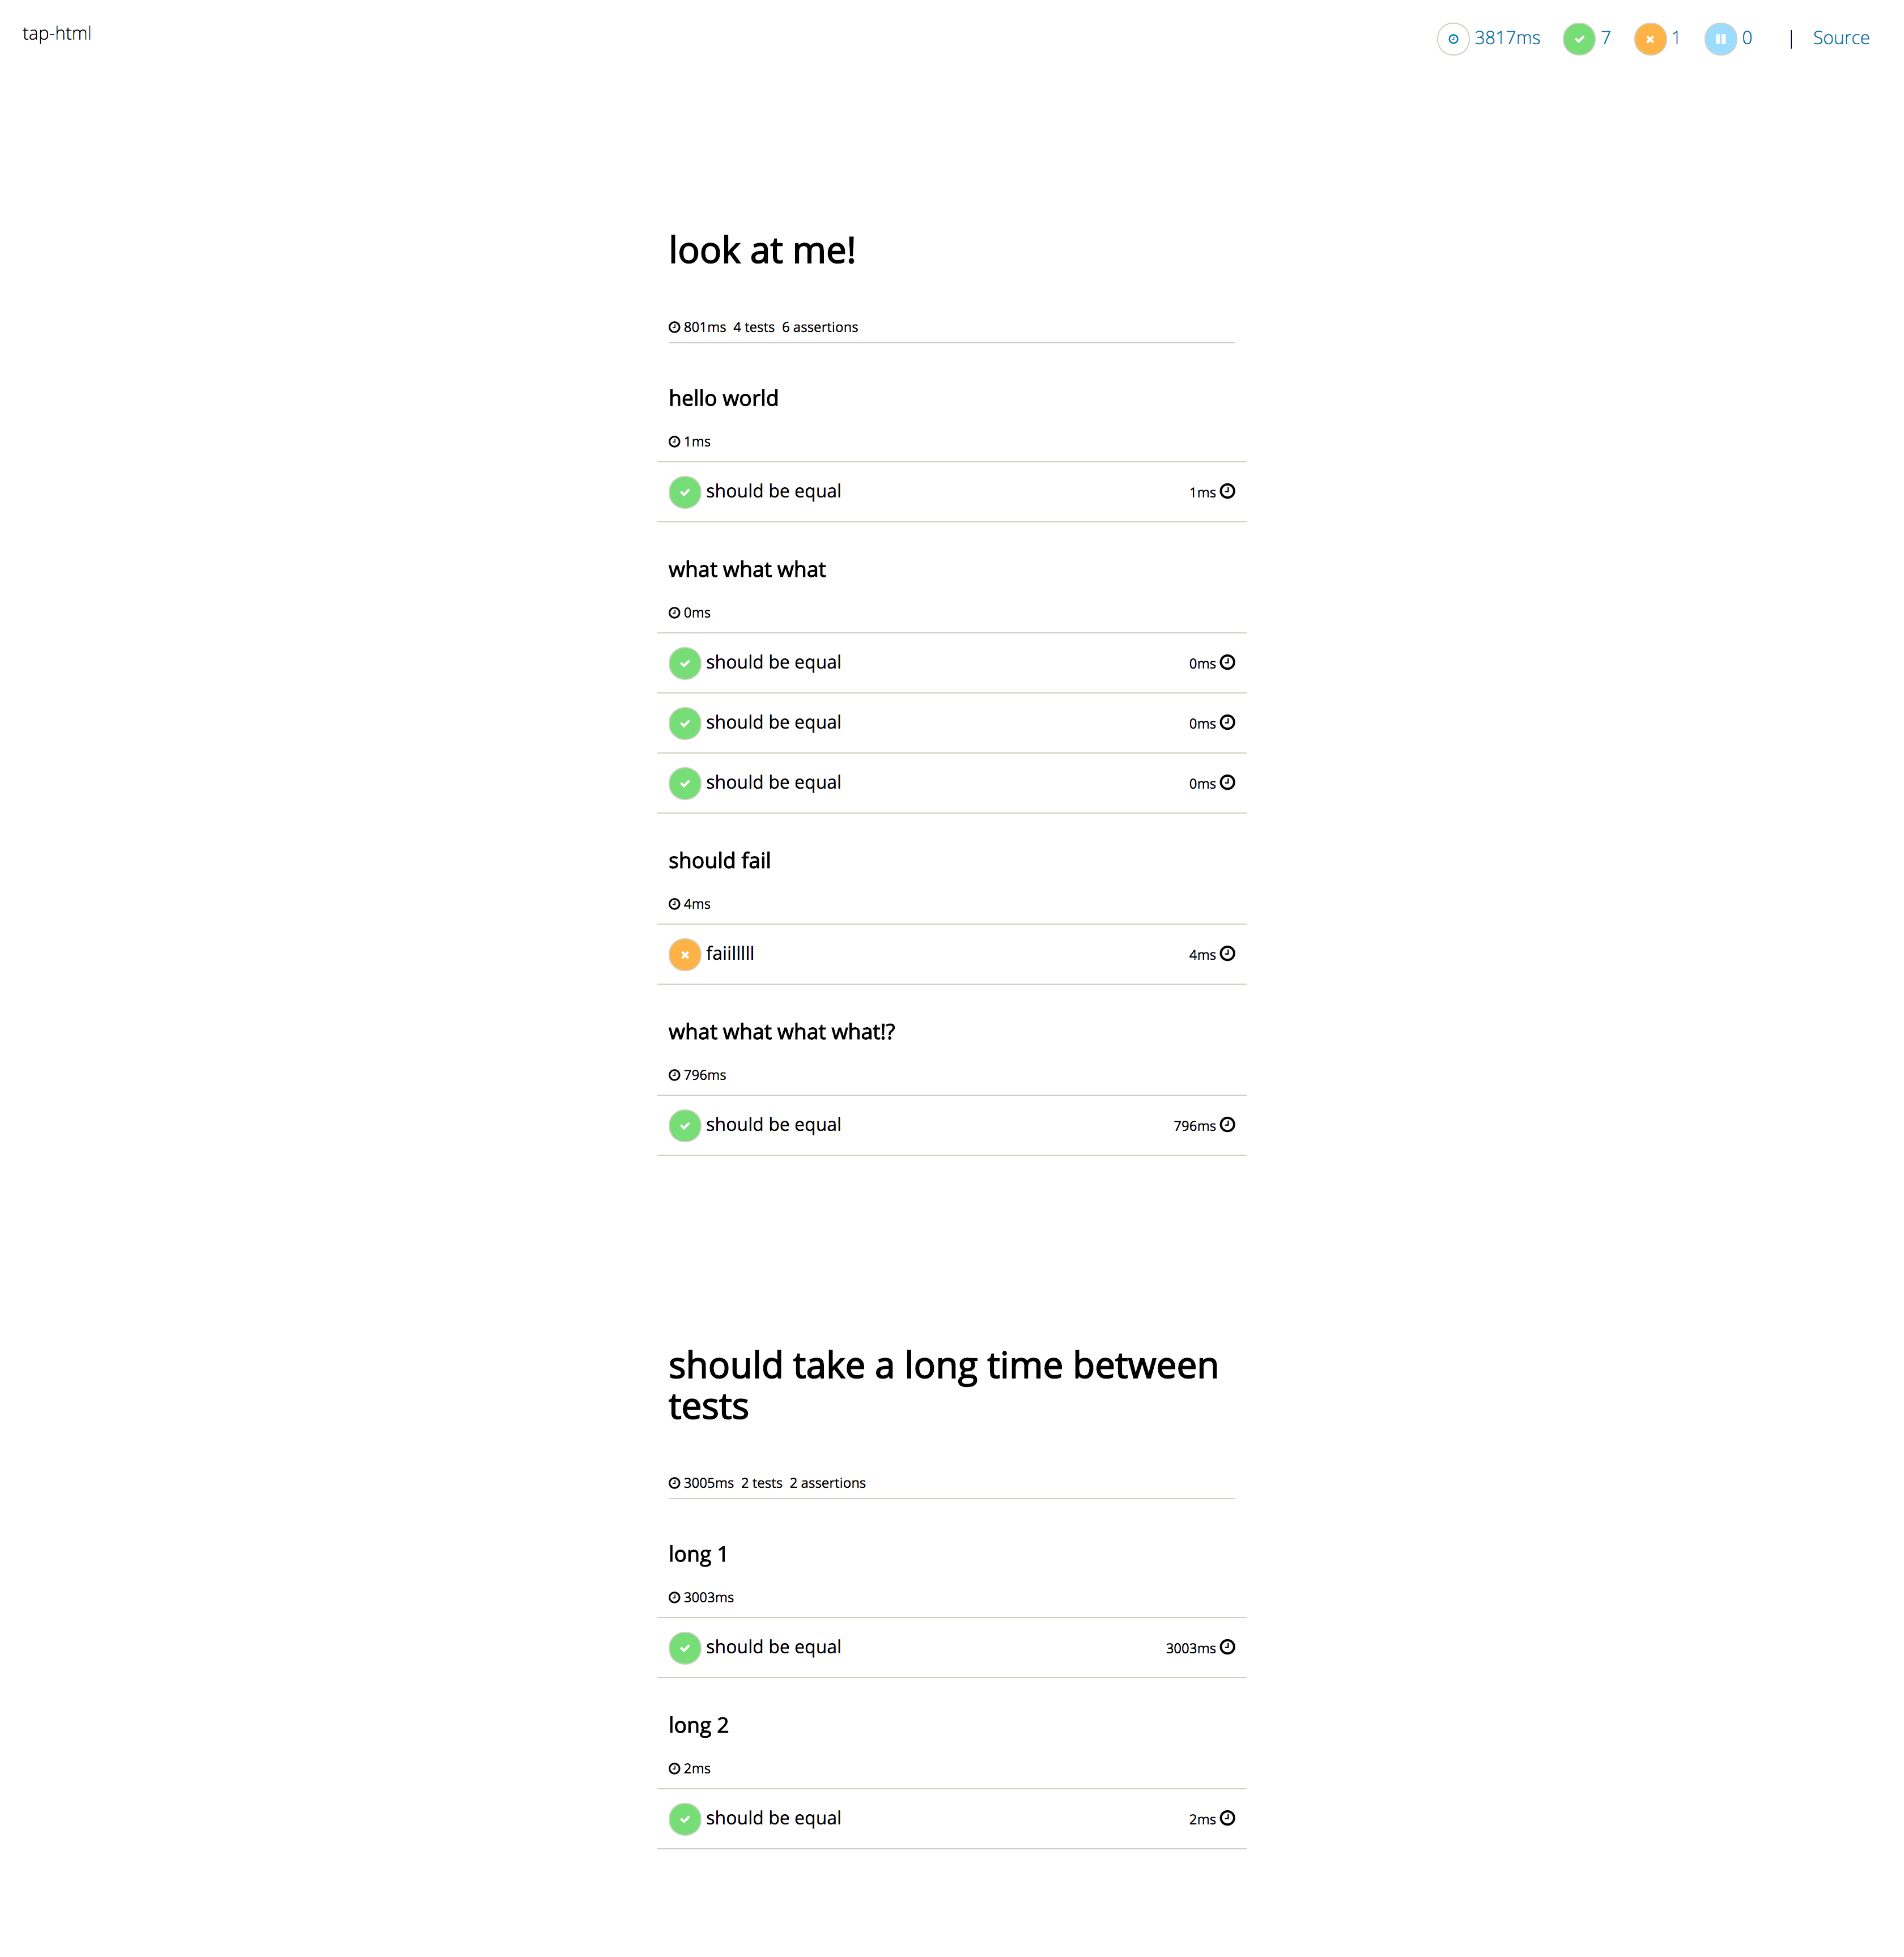 tap-html
3817ms 7 1 0 | Source
look at me!
801ms 4 tests 6 assertions
hello world
1ms
should be equal 1ms
what what what
0ms
should be equal 0ms
should be equal 0ms
should be equal 0ms
should fail
4ms
faiilllll 4ms
what what what what!?
796ms
should be equal 796ms
should take a long time between
tests
3005ms 2 tests 2 assertions
long 1
3003ms
should be equal 3003ms
long 2
2ms
should be equal 2ms